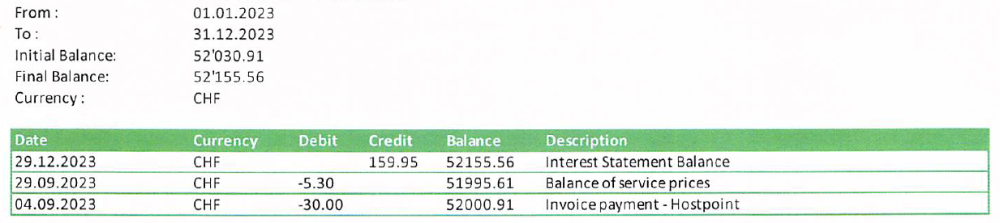 From : 01.01.2023
To : 31.12.2023
Initial Balance: 52'030.91
Final Balance: 52'155.56
Currency : CHF
Date Currency Debit Credit Balance Description
29.12.2023 CHF 159.95 52155.56 Interest Statement Balance
29.09.2023 CHF -5.30 51995.61 Balance of service prices
04.09.2023 CHF -30.00 52000.91 Invoice payment - Hostpoint